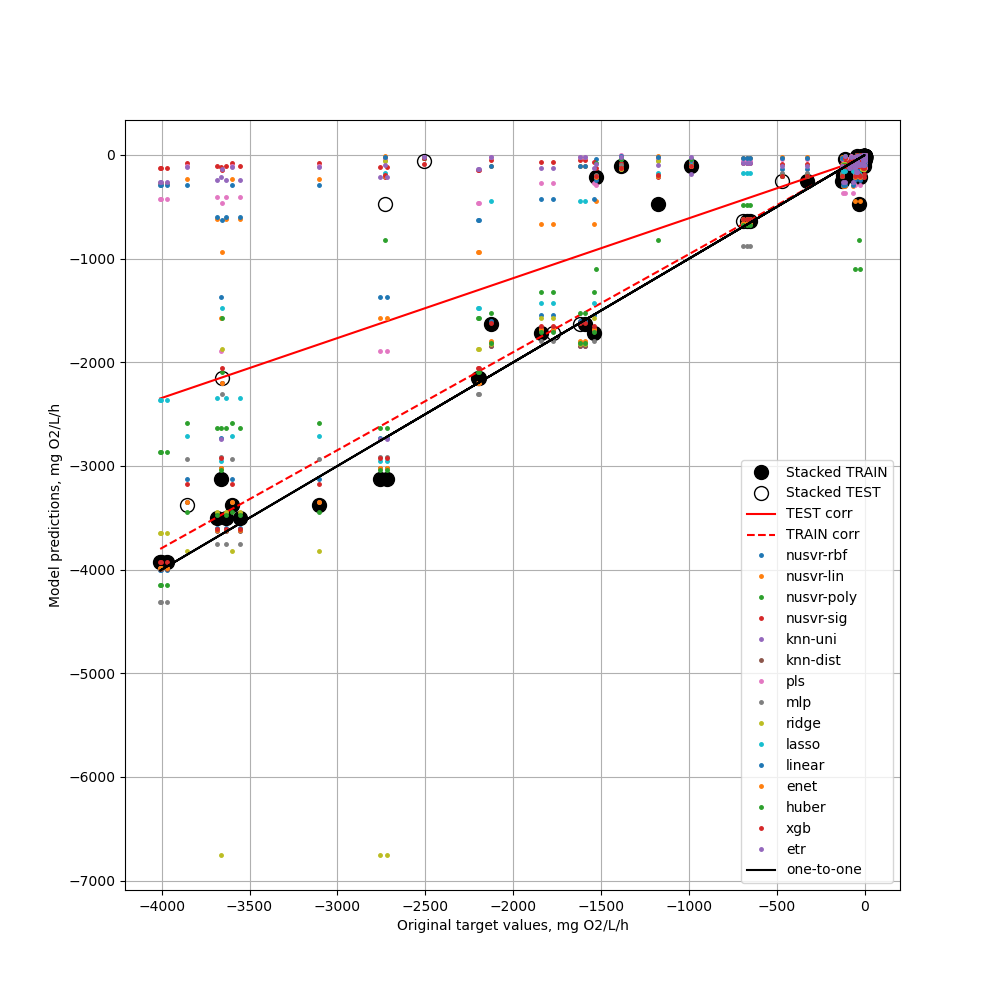 0
−1000
−2000
−3000
−4000
−5000
−6000
−7000
Model predictions, mg O2/L/h
−4000 −3500 −3000 −2500 −2000 −1500 −1000 −500 0
Original target values, mg O2/L/h
Stacked TRAIN
Stacked TEST
TEST corr
TRAIN corr
nusvr-rbf
nusvr-lin
nusvr-poly
nusvr-sig
knn-uni
knn-dist
pls
mlp
ridge
lasso
linear
enet
huber
xgb
etr
one-to-one